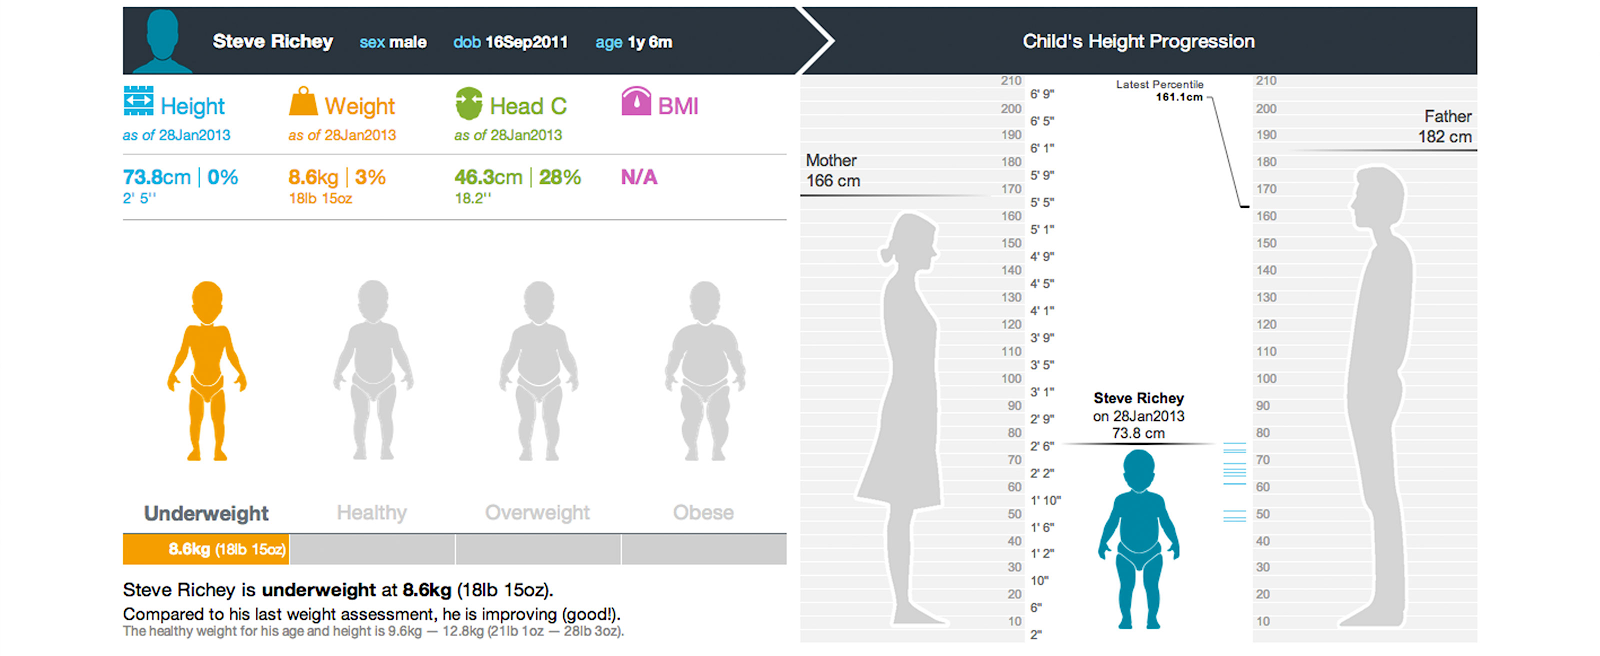 Steve Richey sex male dob 16Sep2011 age 1y 6m
Child's Height Progression
Height
as of 28Jan2013
73.8cm | 0%
2' 5''
Weight
as of 28Jan2013
8.6kg | 3%
18lb 15oz
Head C
as of 28Jan2013
46.3cm | 28%
18.2''
BMI
N/A
Underweight
Healthy
Overweight
Obese
8.6kg (18lb 15oz)
Steve Richey is underweight at 8.6kg (18lb 15oz).
Compared to his last weight assessment, he is improving (good!).
The healthy weight for his age and height is 9.6kg — 12.8kg (21lb 1oz — 28lb 3oz).
Mother
166 cm
210
200
190
180
170
160
150
140
130
120
110
100
90
80
70
60
50
40
30
20
10
6' 9"
6' 5"
6' 1"
5' 9"
5' 5"
5' 1"
4' 9"
4' 5"
4' 1"
3' 9"
3' 5"
3' 1"
2' 9"
2' 6"
2' 2"
1' 10"
1' 6"
1' 2"
10"
6"
2"
Latest Percentile
161.1cm
Steve Richey
on 28Jan2013
73.8 cm
210
200
190
180
170
160
150
140
130
120
110
100
90
80
70
60
50
40
30
20
10
Father
182 cm